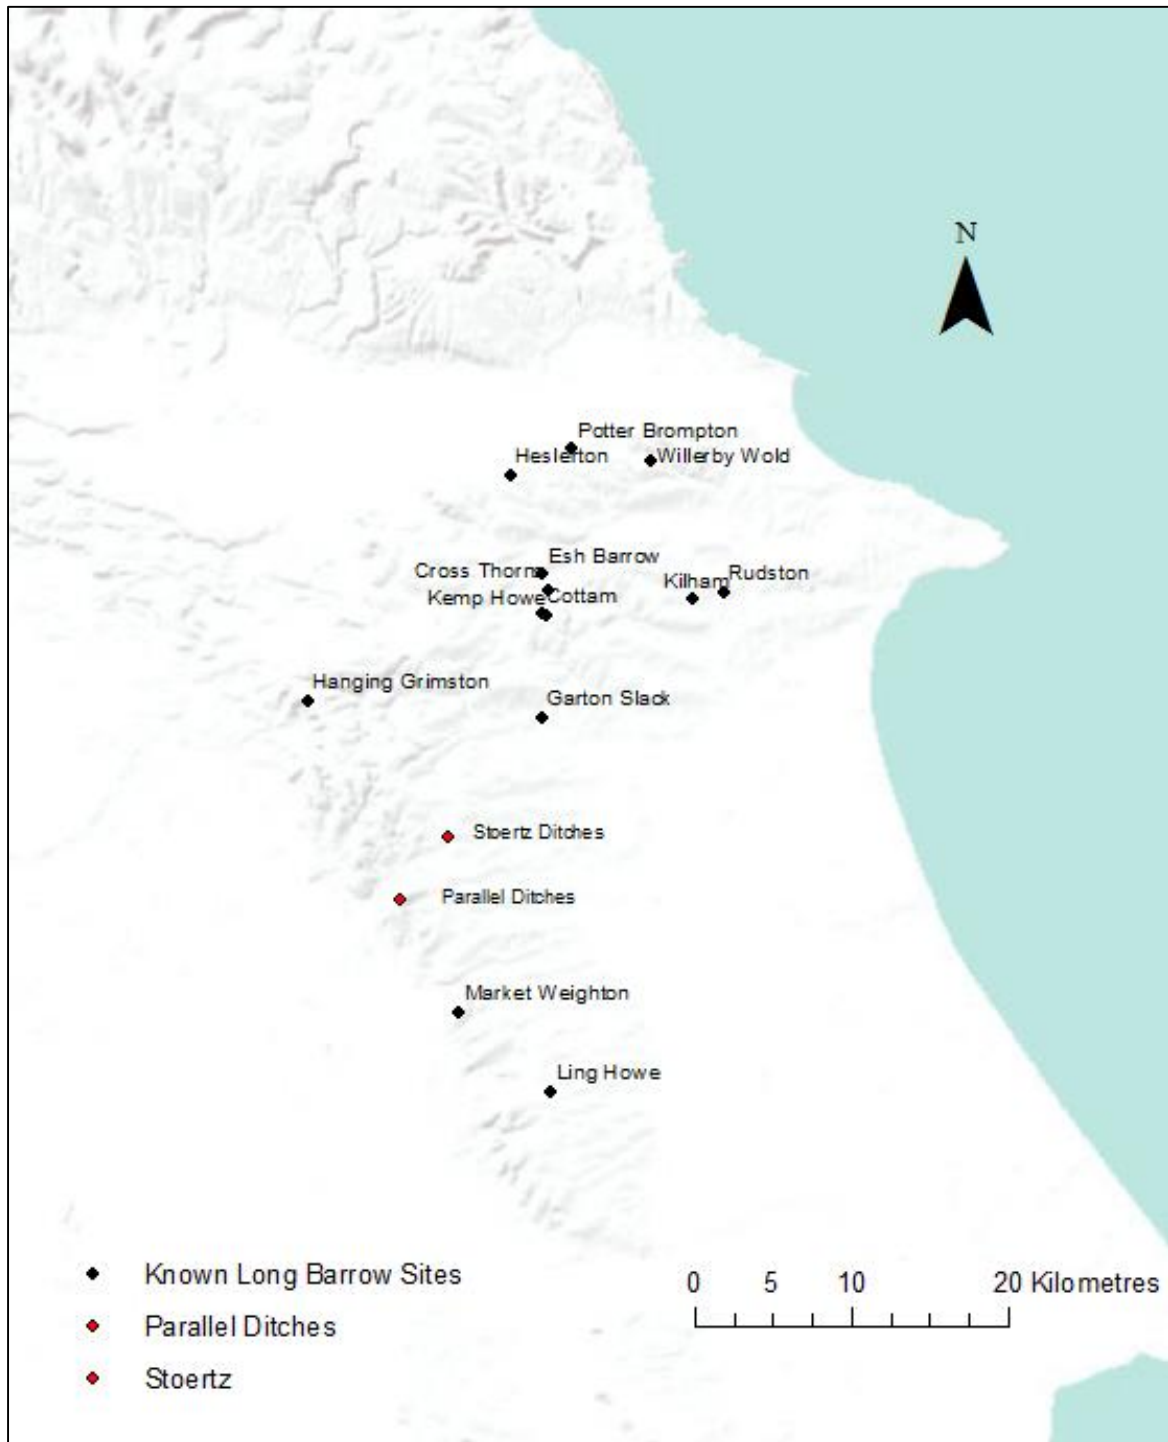 N
Potter Brompton
Heslerton
Willerby Wold
Esh Barrow
Cross Thorns
Kemp Howe
Cottam
Kilham
Rudston
Hanging Grimston
Garton Slack
Stoertz Ditches
Parallel Ditches
Market Weighton
Ling Howe
Known Long Barrow Sites
Parallel Ditches
Stoertz
0 5 10 20 Kilometres